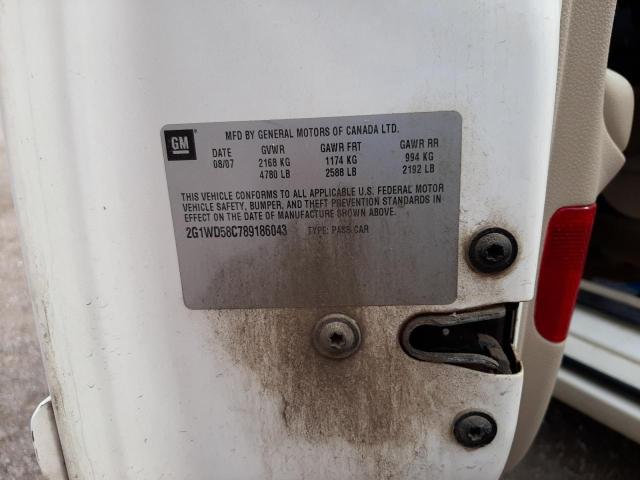 GM
MFD BY GENERAL MOTORS OF CANADA LTD.
DATE GVWR GAWR FRT GAWR RR
08/07 2168 KG 1174 KG 994 KG
4780 LB 2588 LB 2192 LB
THIS VEHICLE CONFORMS TO ALL APPLICABLE U.S. FEDERAL MOTOR
VEHICLE SAFETY, BUMPER, AND THEFT PREVENTION STANDARDS IN
EFFECT ON THE DATE OF MANUFACTURE SHOWN ABOVE.
2G1WD58C789186043 TYPE: PASS CAR